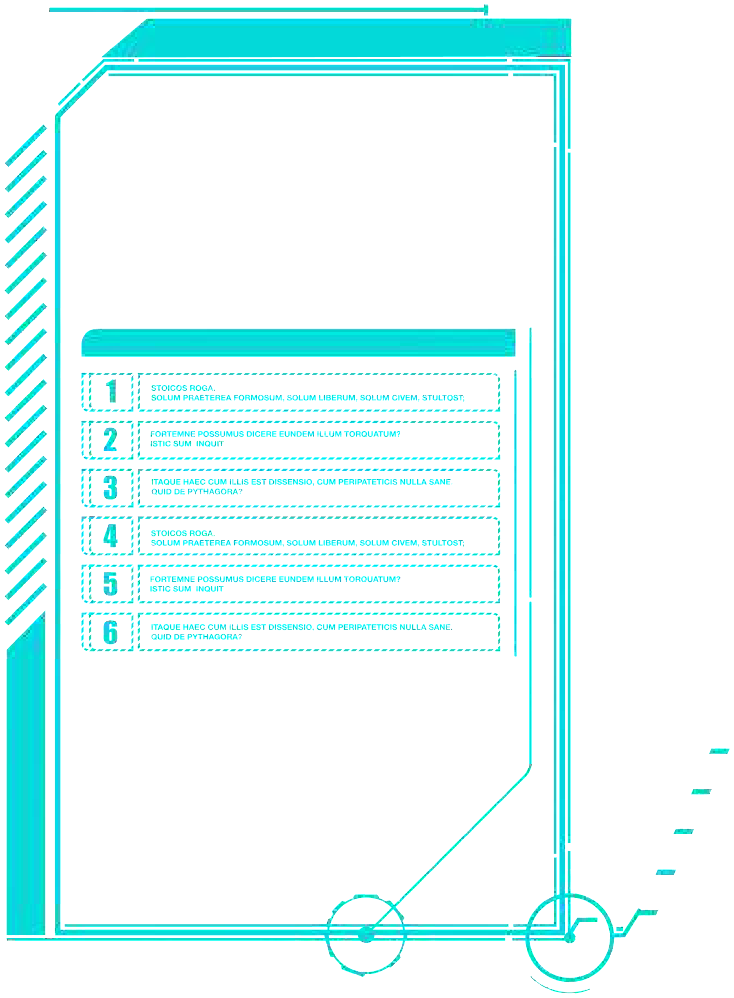 1
STOICOS ROGA.
SOLUM PRAETEREA FORMOSUM, SOLUM LIBERUM, SOLUM CIVEM, STULTOST;
2
FORTEMNE POSSUMUS DICERE EUNDEM ILLUM TORQUATUM?
ISTIC SUM, INQUIT
3
ITAQUE HAEC CUM ILLIS EST DISSENSIO, CUM PERIPATETICIS NULLA SANE
QUID DE PYTHAGORA?
4
STOICOS ROGA.
SOLUM PRAETEREA FORMOSUM, SOLUM LIBERUM, SOLUM CIVEM, STULTOST;
5
FORTEMNE POSSUMUS DICERE EUNDEM ILLUM TORQUATUM?
ISTIC SUM, INQUIT
6
ITAQUE HAEC CUM ILLIS EST DISSENSIO, CUM PERIPATETICIS NULLA SANE.
QUID DE PYTHAGORA?